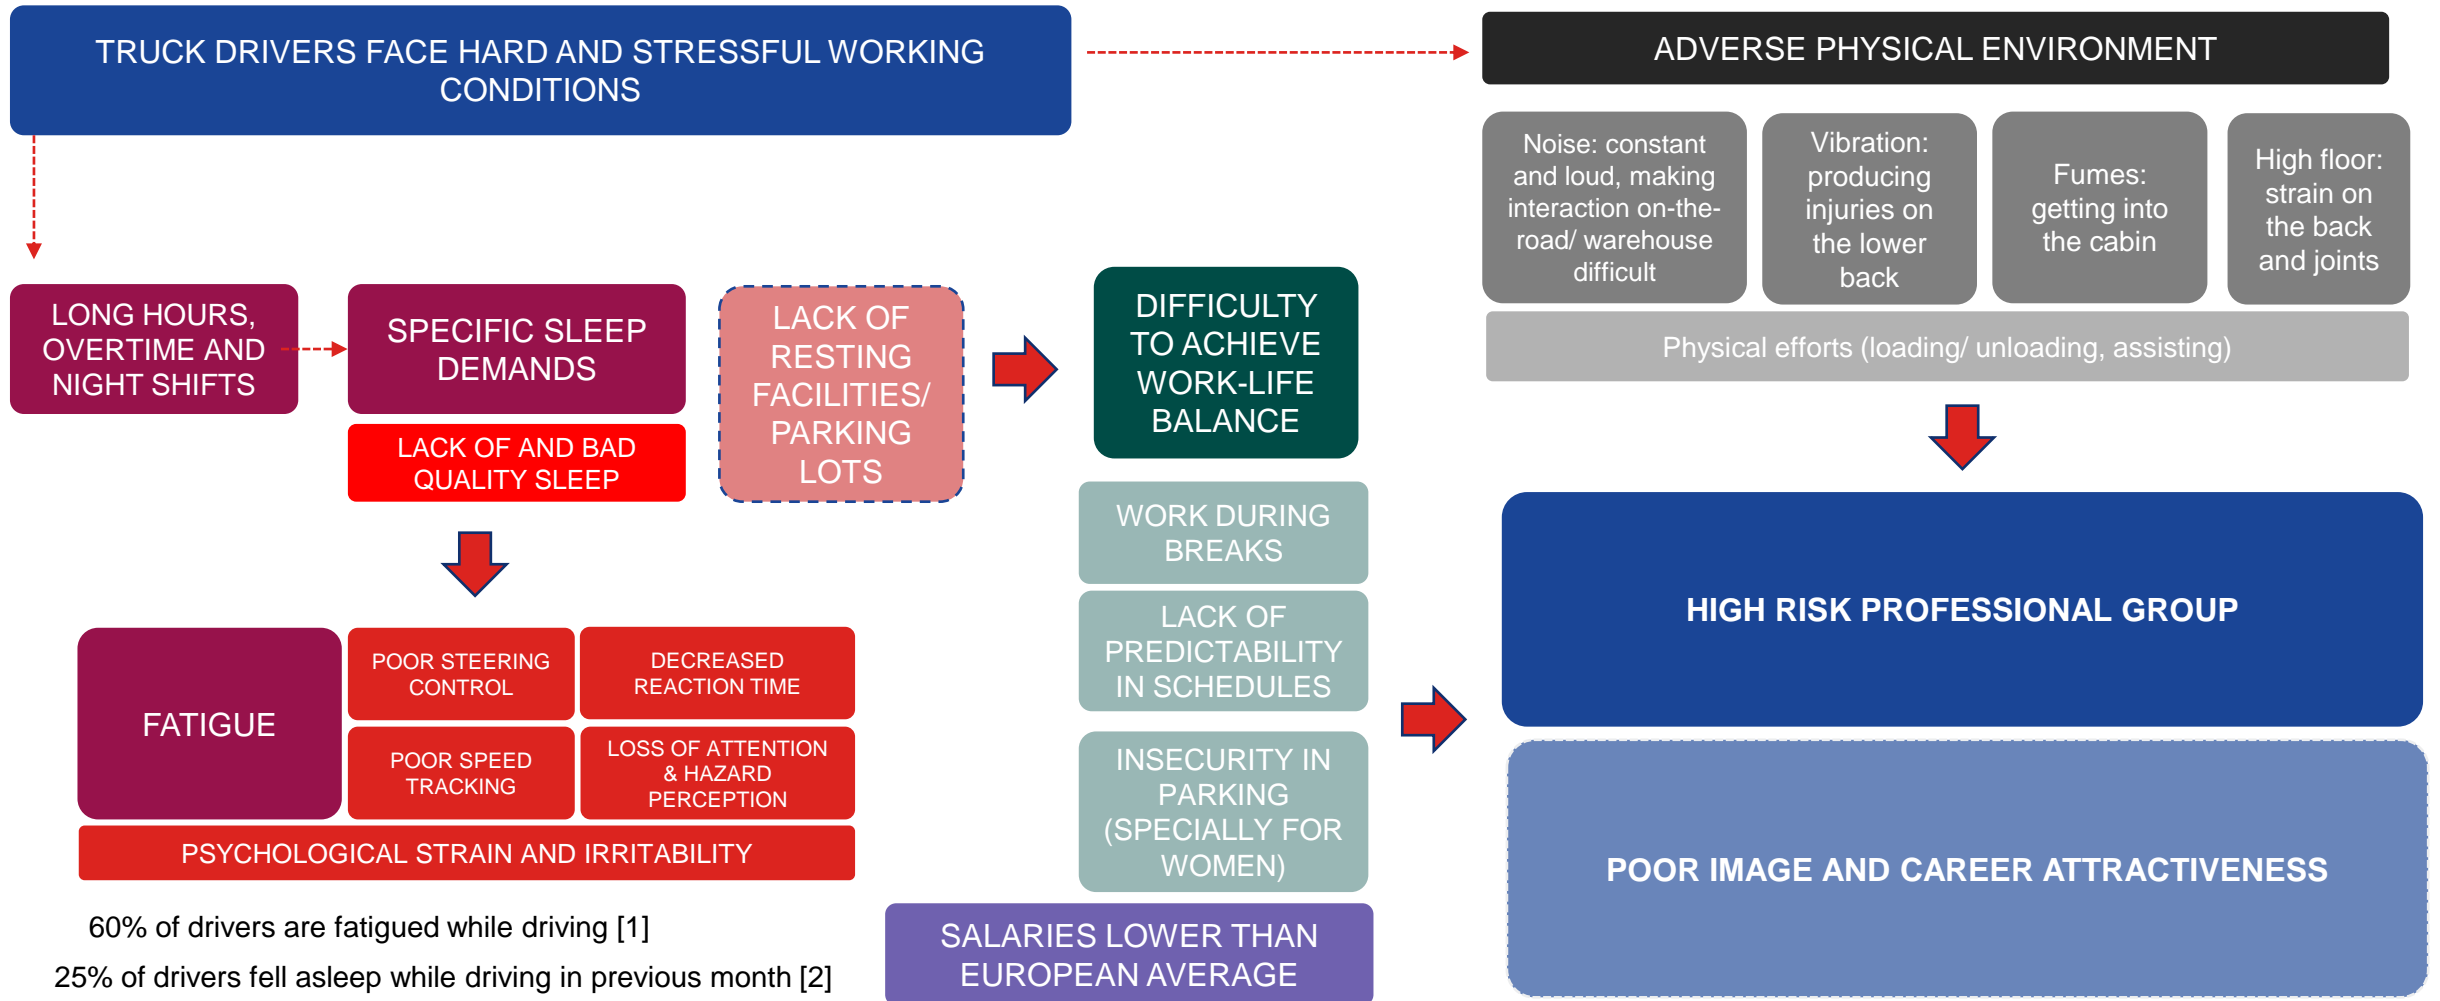 TRUCK DRIVERS FACE HARD AND STRESSFUL WORKING
CONDITIONS
ADVERSE PHYSICAL ENVIRONMENT
Noise: constant
and loud, making
interaction on-the-
road/ warehouse
difficult
Vibration:
producing
injuries on
the lower
back
Fumes:
getting into
the cabin
High floor:
strain on
the back
and joints
Physical efforts (loading/ unloading, assisting)
LONG HOURS,
OVERTIME AND
NIGHT SHIFTS
SPECIFIC SLEEP
DEMANDS
LACK OF AND BAD
QUALITY SLEEP
LACK OF
RESTING
FACILITIES/
PARKING
LOTS
DIFFICULTY
TO ACHIEVE
WORK-LIFE
BALANCE
WORK DURING
BREAKS
LACK OF
PREDICTABILITY
IN SCHEDULES
INSECURITY IN
PARKING
(SPECIALLY FOR
WOMEN)
SALARIES LOWER THAN
EUROPEAN AVERAGE
FATIGUE
POOR STEERING
CONTROL
DECREASED
REACTION TIME
POOR SPEED
TRACKING
LOSS OF ATTENTION
& HAZARD
PERCEPTION
PSYCHOLOGICAL STRAIN AND IRRITABILITY
60% of drivers are fatigued while driving [1]
25% of drivers fell asleep while driving in previous month [2]
HIGH RISK PROFESSIONAL GROUP
POOR IMAGE AND CAREER ATTRACTIVENESS